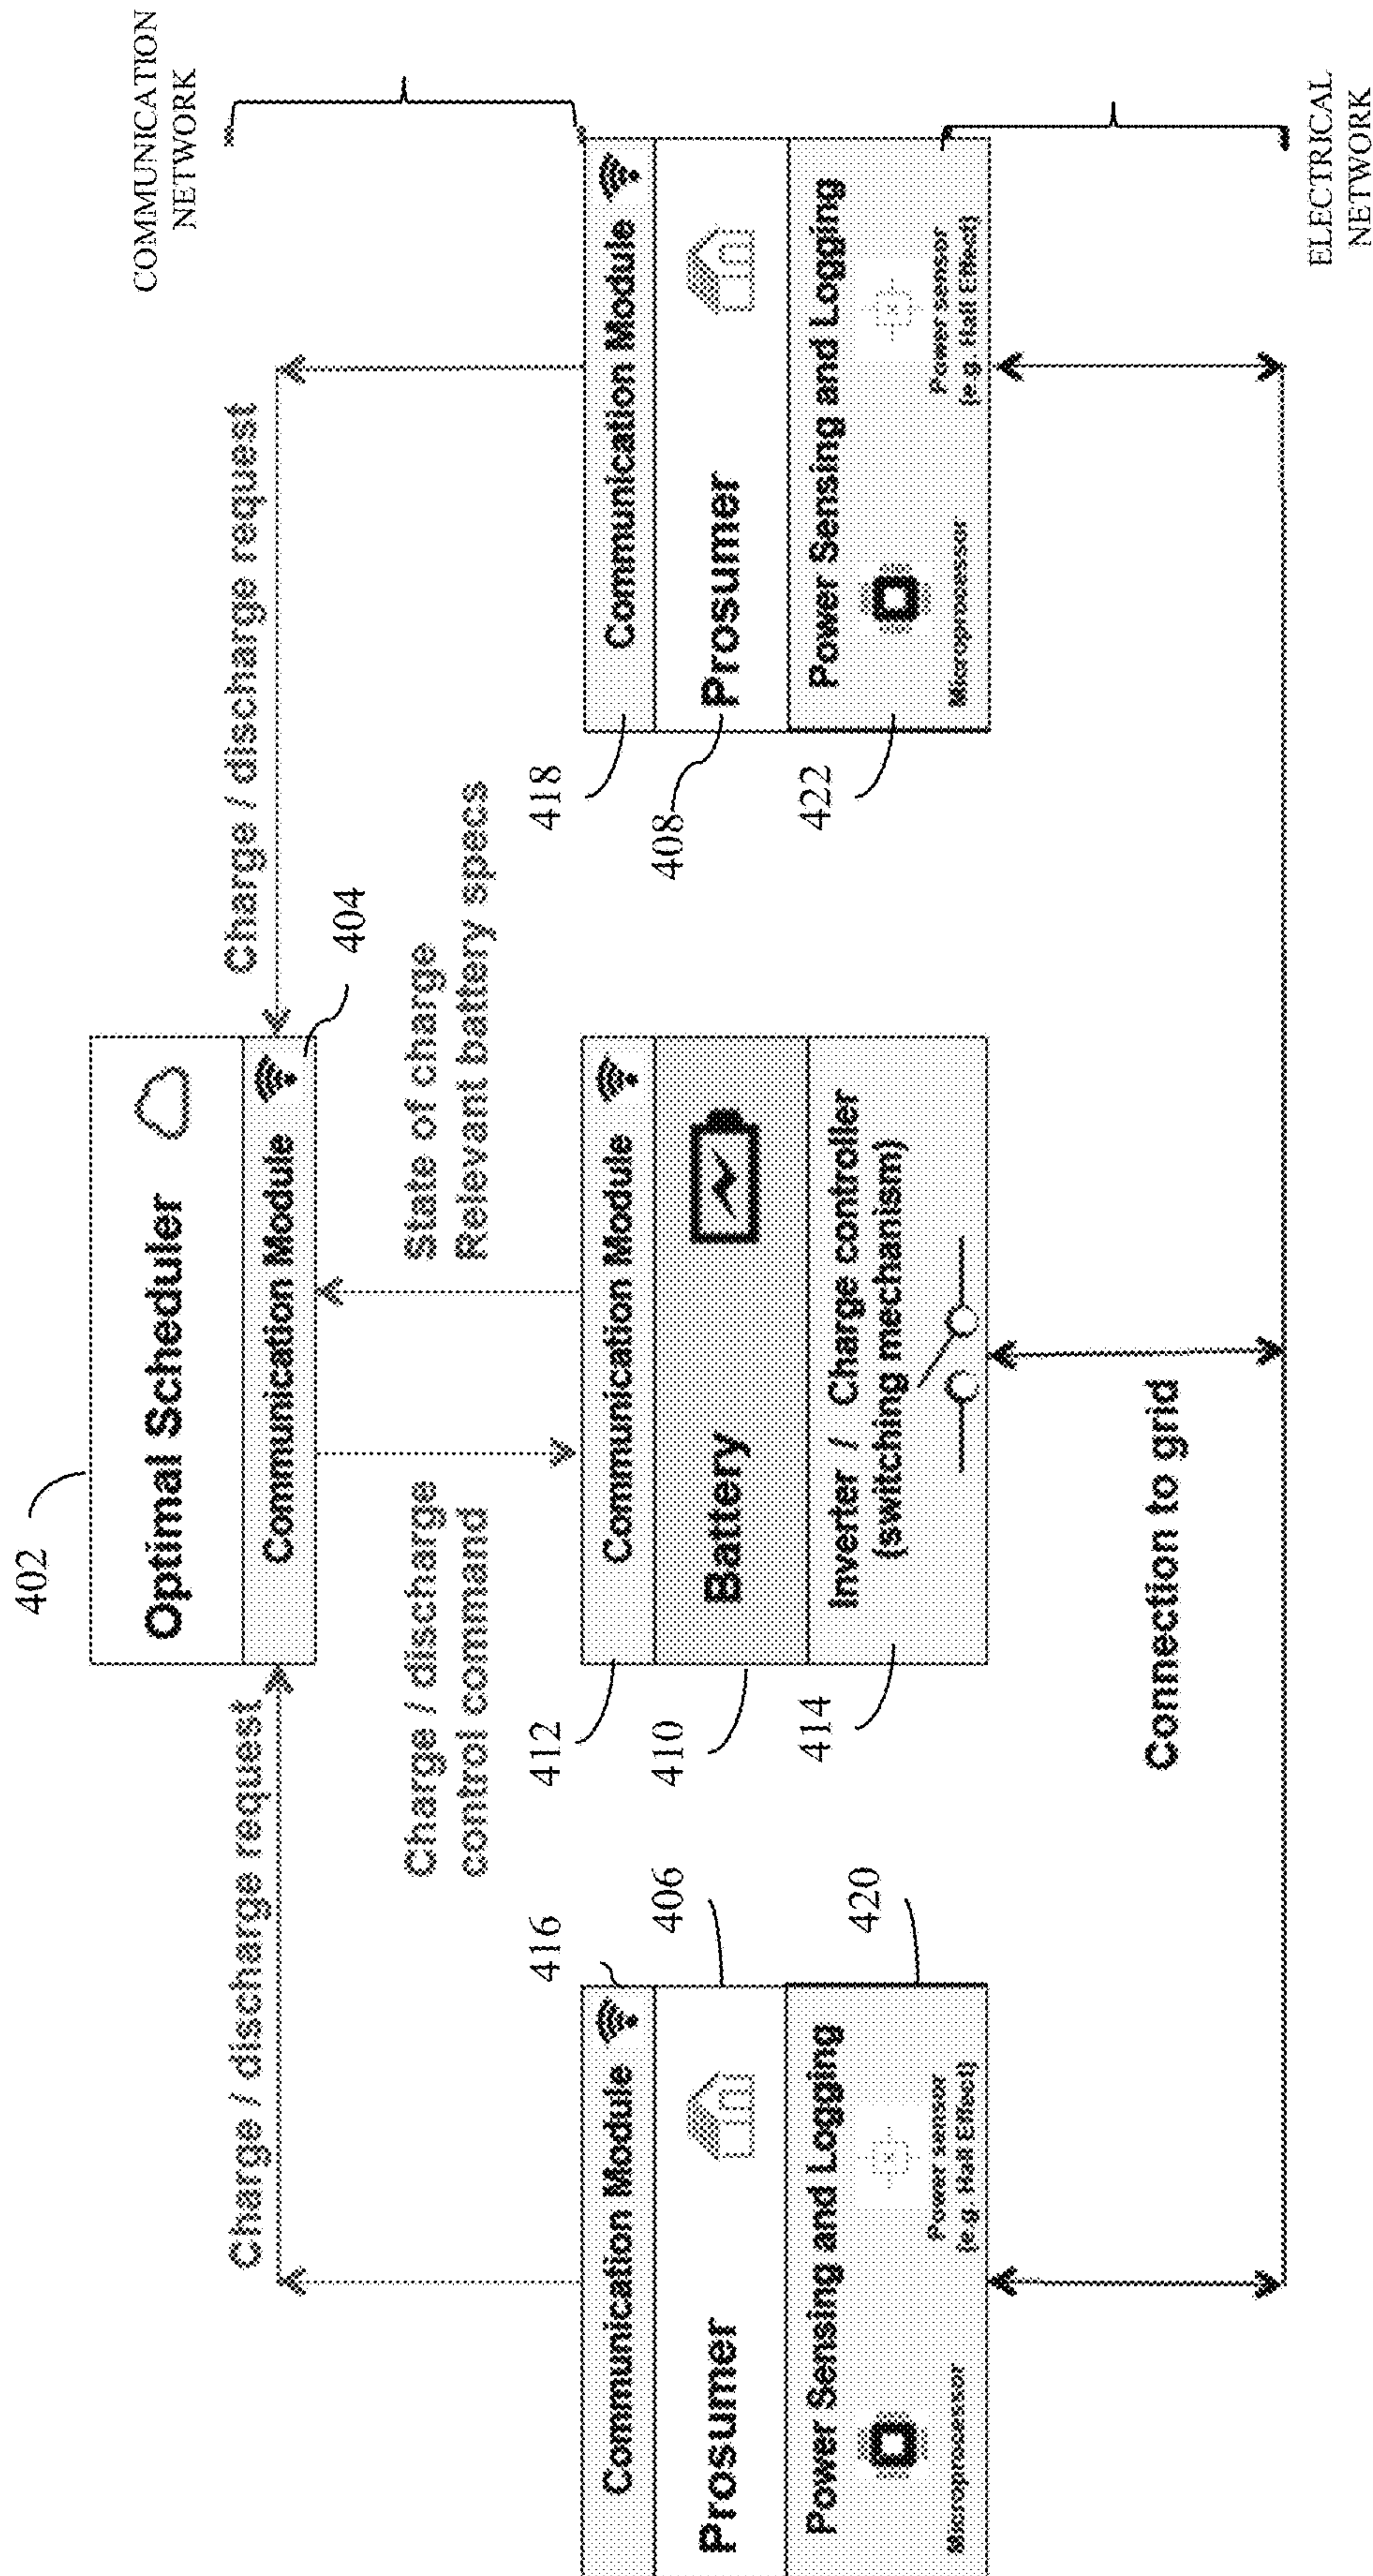 COMMUNICATION
NETWORK
402
Optimal Scheduler
Communication Module
404
Charge / discharge request
Charge / discharge request
Charge / discharge
control command
State of charge
Relevant battery specs
416
Communication Module
406
Prosumer
420
Power Sensing and Logging
Microprocessor
Power sensor
(e.g. Hall Effect)
412
Communication Module
410
Battery
414
Inverter / Charge controller
(switching mechanism)
418
Communication Module
408
Prosumer
422
Power Sensing and Logging
Microprocessor
Power sensor
(e.g. Hall Effect)
Connection to grid
ELECTRICAL
NETWORK